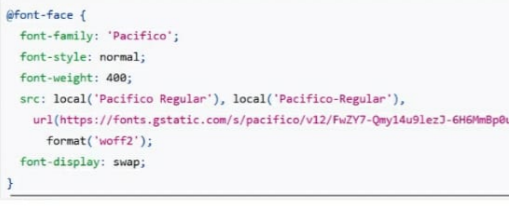 @font-face {
font-family: 'Pacifico';
font-style: normal;
font-weight: 400;
src: local('Pacifico Regular'), local('Pacifico-Regular'),
url(https://fonts.gstatic.com/s/pacifico/v12/FwZY7-Qmy14u9lezJ-6H6MmBp0u
format('woff2');
font-display: swap;
}